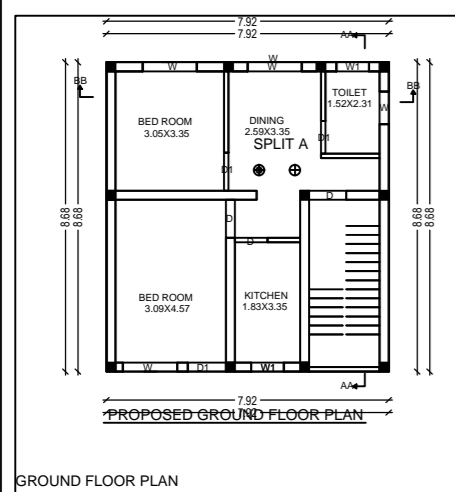 7.92
7.92
AA
W
W
W
W1
BB
BB
TOILET
1.52X2.31
W
BED ROOM
3.05X3.35
DINING
2.59X3.35
SPLIT A
D1
D1
D
8.68
8.68
8.68
8.68
D
D
BED ROOM
3.09X4.57
KITCHEN
1.83X3.35
W
D1
W1
AA
7.92
PROPOSED GROUND FLOOR PLAN
7.92
GROUND FLOOR PLAN